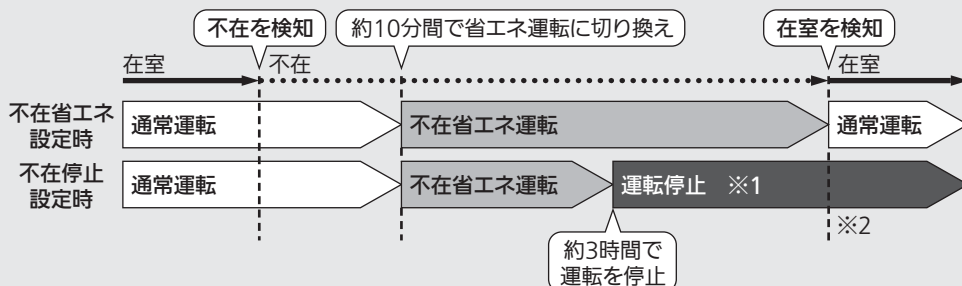 不在を検知
約10分間で省エネ運転に切り換え
在室を検知
在室
不在
在室
不在省エネ
設定時
通常運転
不在省エネ運転
通常運転
不在停止
設定時
通常運転
不在省エネ運転
運転停止 ※1
※2
約3時間で
運転を停止